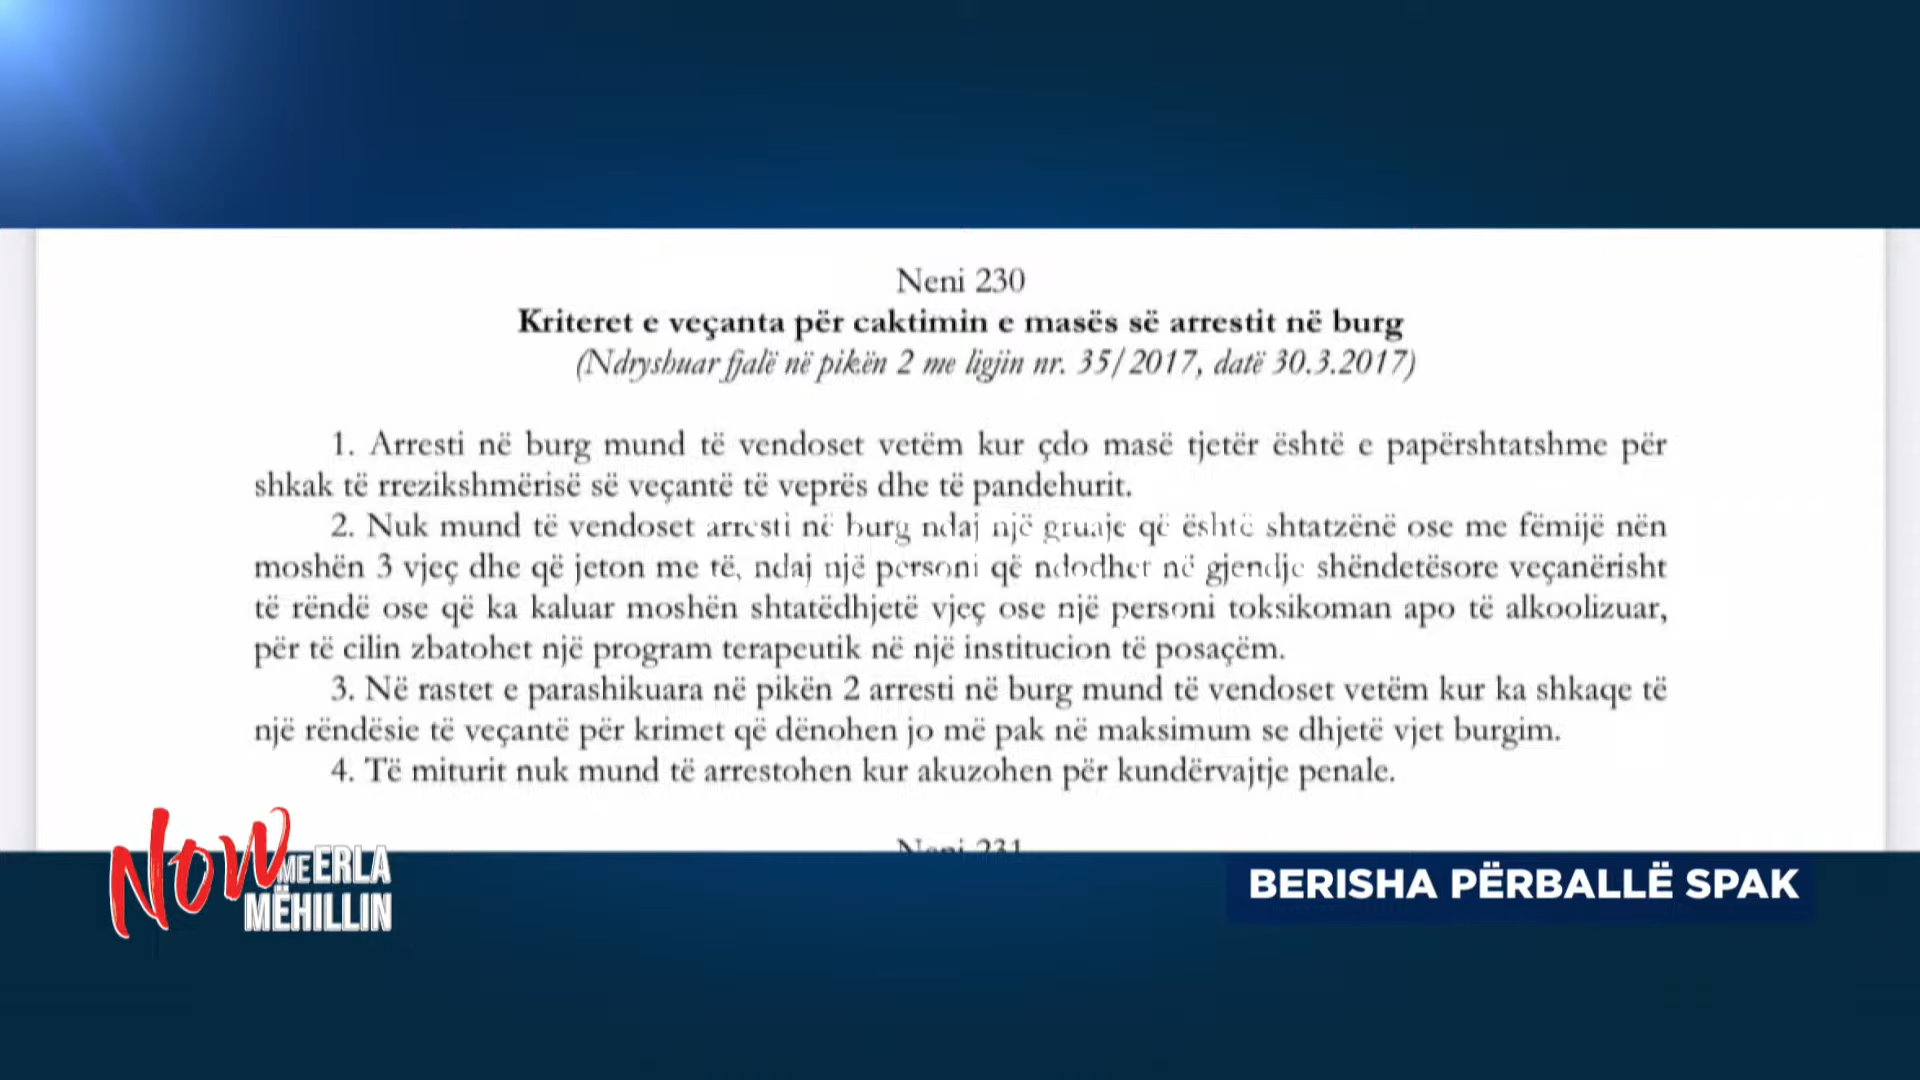 Neni 230
Kriteret e veçanta për caktimin e masës së arrestit në burg
(Ndryshuar fjalë në pikën 2 me ligjin nr. 35/2017, datë 30.3.2017)
1. Arresti në burg mund të vendoset vetëm kur çdo masë tjetër është e papërshtatshme për
shkak të rrezikshmërisë së veçantë të veprës dhe të pandehurit.
2. Nuk mund të vendoset arresti në burg ndaj një gruaje që është shtatzënë ose me fëmijë nën
moshën 3 vjeç dhe që jeton me të, ndaj një personi që ndodhet në gjendje shëndetësore veçanërisht
të rëndë ose që ka kaluar moshën shtatëdhjetë vjeç ose një personi toksikoman apo të alkoolizuar,
për të cilin zbatohet një program terapeutik në një institucion të posaçëm.
3. Në rastet e parashikuara në pikën 2 arresti në burg mund të vendoset vetëm kur ka shkaqe të
një rëndësie të veçantë për krimet që dënohen jo më pak në maksimum se dhjetë vjet burgim.
4. Të miturit nuk mund të arrestohen kur akuzohen për kundërvajtje penale.
Neni 231
NOW ME ERLA
MËHILLIN
BERISHA PËRBALLË SPAK